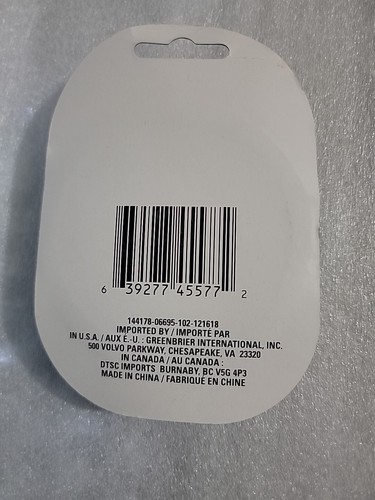 6 39277 45577 2
144178-06695-102-121618
IMPORTED BY / IMPORTÉ PAR
IN U.S.A. / AUX É.-U. : GREENBRIER INTERNATIONAL, INC.
500 VOLVO PARKWAY, CHESAPEAKE, VA 23320
IN CANADA / AU CANADA :
DTSC IMPORTS BURNABY, BC V5G 4P3
MADE IN CHINA / FABRIQUÉ EN CHINE